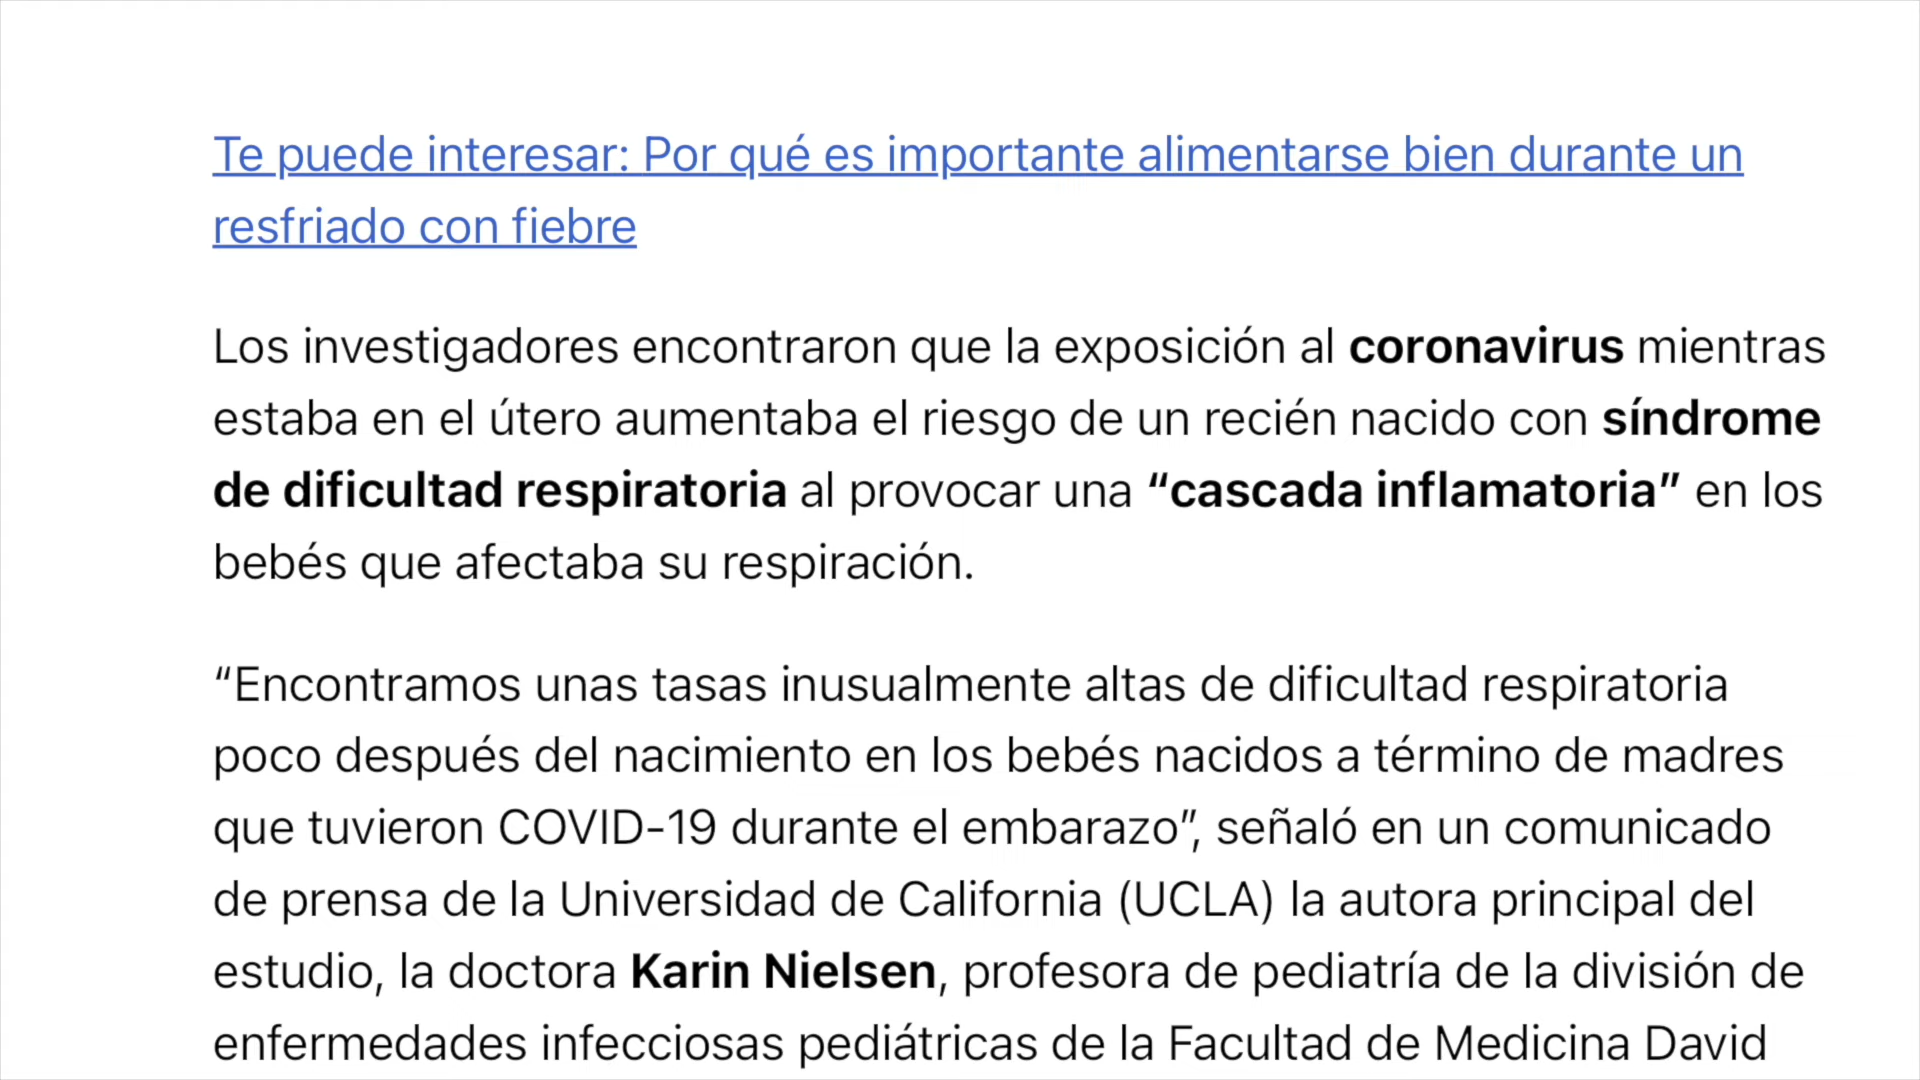 Te puede interesar: Por qué es importante alimentarse bien durante un
resfriado con fiebre
Los investigadores encontraron que la exposición al coronavirus mientras
estaba en el útero aumentaba el riesgo de un recién nacido con síndrome
de dificultad respiratoria al provocar una “cascada inflamatoria” en los
bebés que afectaba su respiración.
“Encontramos unas tasas inusualmente altas de dificultad respiratoria
poco después del nacimiento en los bebés nacidos a término de madres
que tuvieron COVID-19 durante el embarazo”, señaló en un comunicado
de prensa de la Universidad de California (UCLA) la autora principal del
estudio, la doctora Karin Nielsen, profesora de pediatría de la división de
enfermedades infecciosas pediátricas de la Facultad de Medicina David